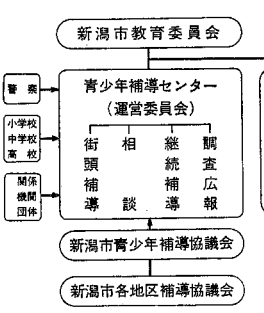 新潟市教育委員会
警察
小学校
中学校
高校
関係
機関
団体
青少年補導センター
(運営委員会)
街頭補導
相談
継続補導
調査広報
新潟市青少年補導協議会
新潟市各地区補導協議会